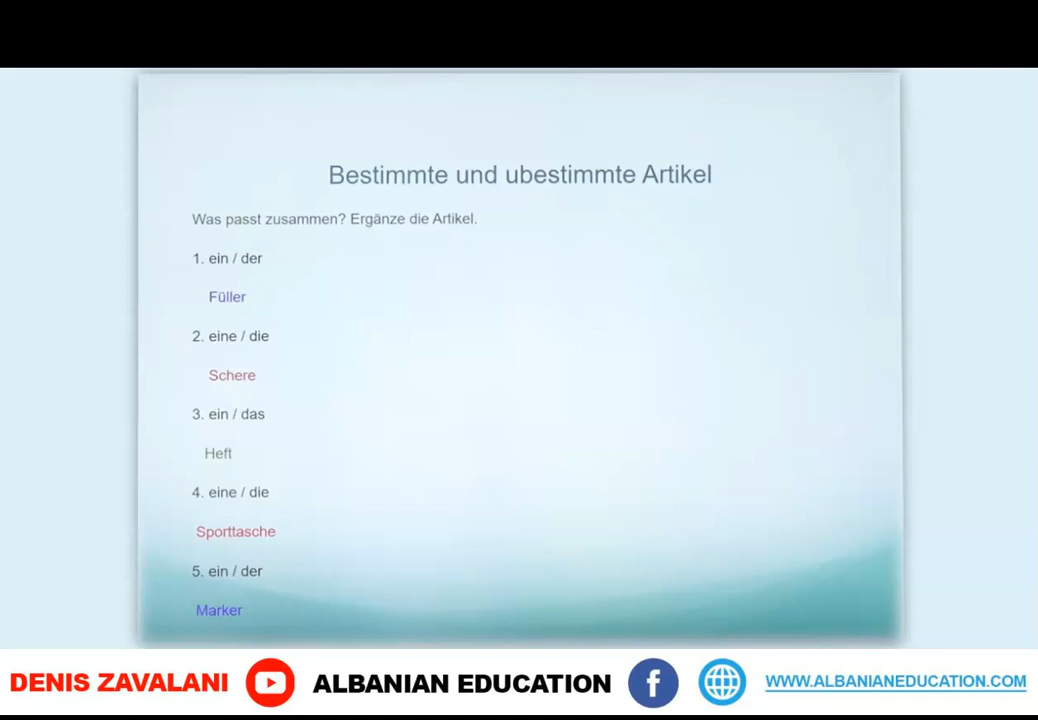 Bestimmte und ubestimmte Artikel
Was passt zusammen? Ergänze die Artikel.
1. ein / der
Füller
2. eine / die
Schere
3. ein / das
Heft
4. eine / die
Sporttasche
5. ein / der
Marker
DENIS ZAVALANI ALBANIAN EDUCATION f WWW.ALBANIANEDUCATION.COM